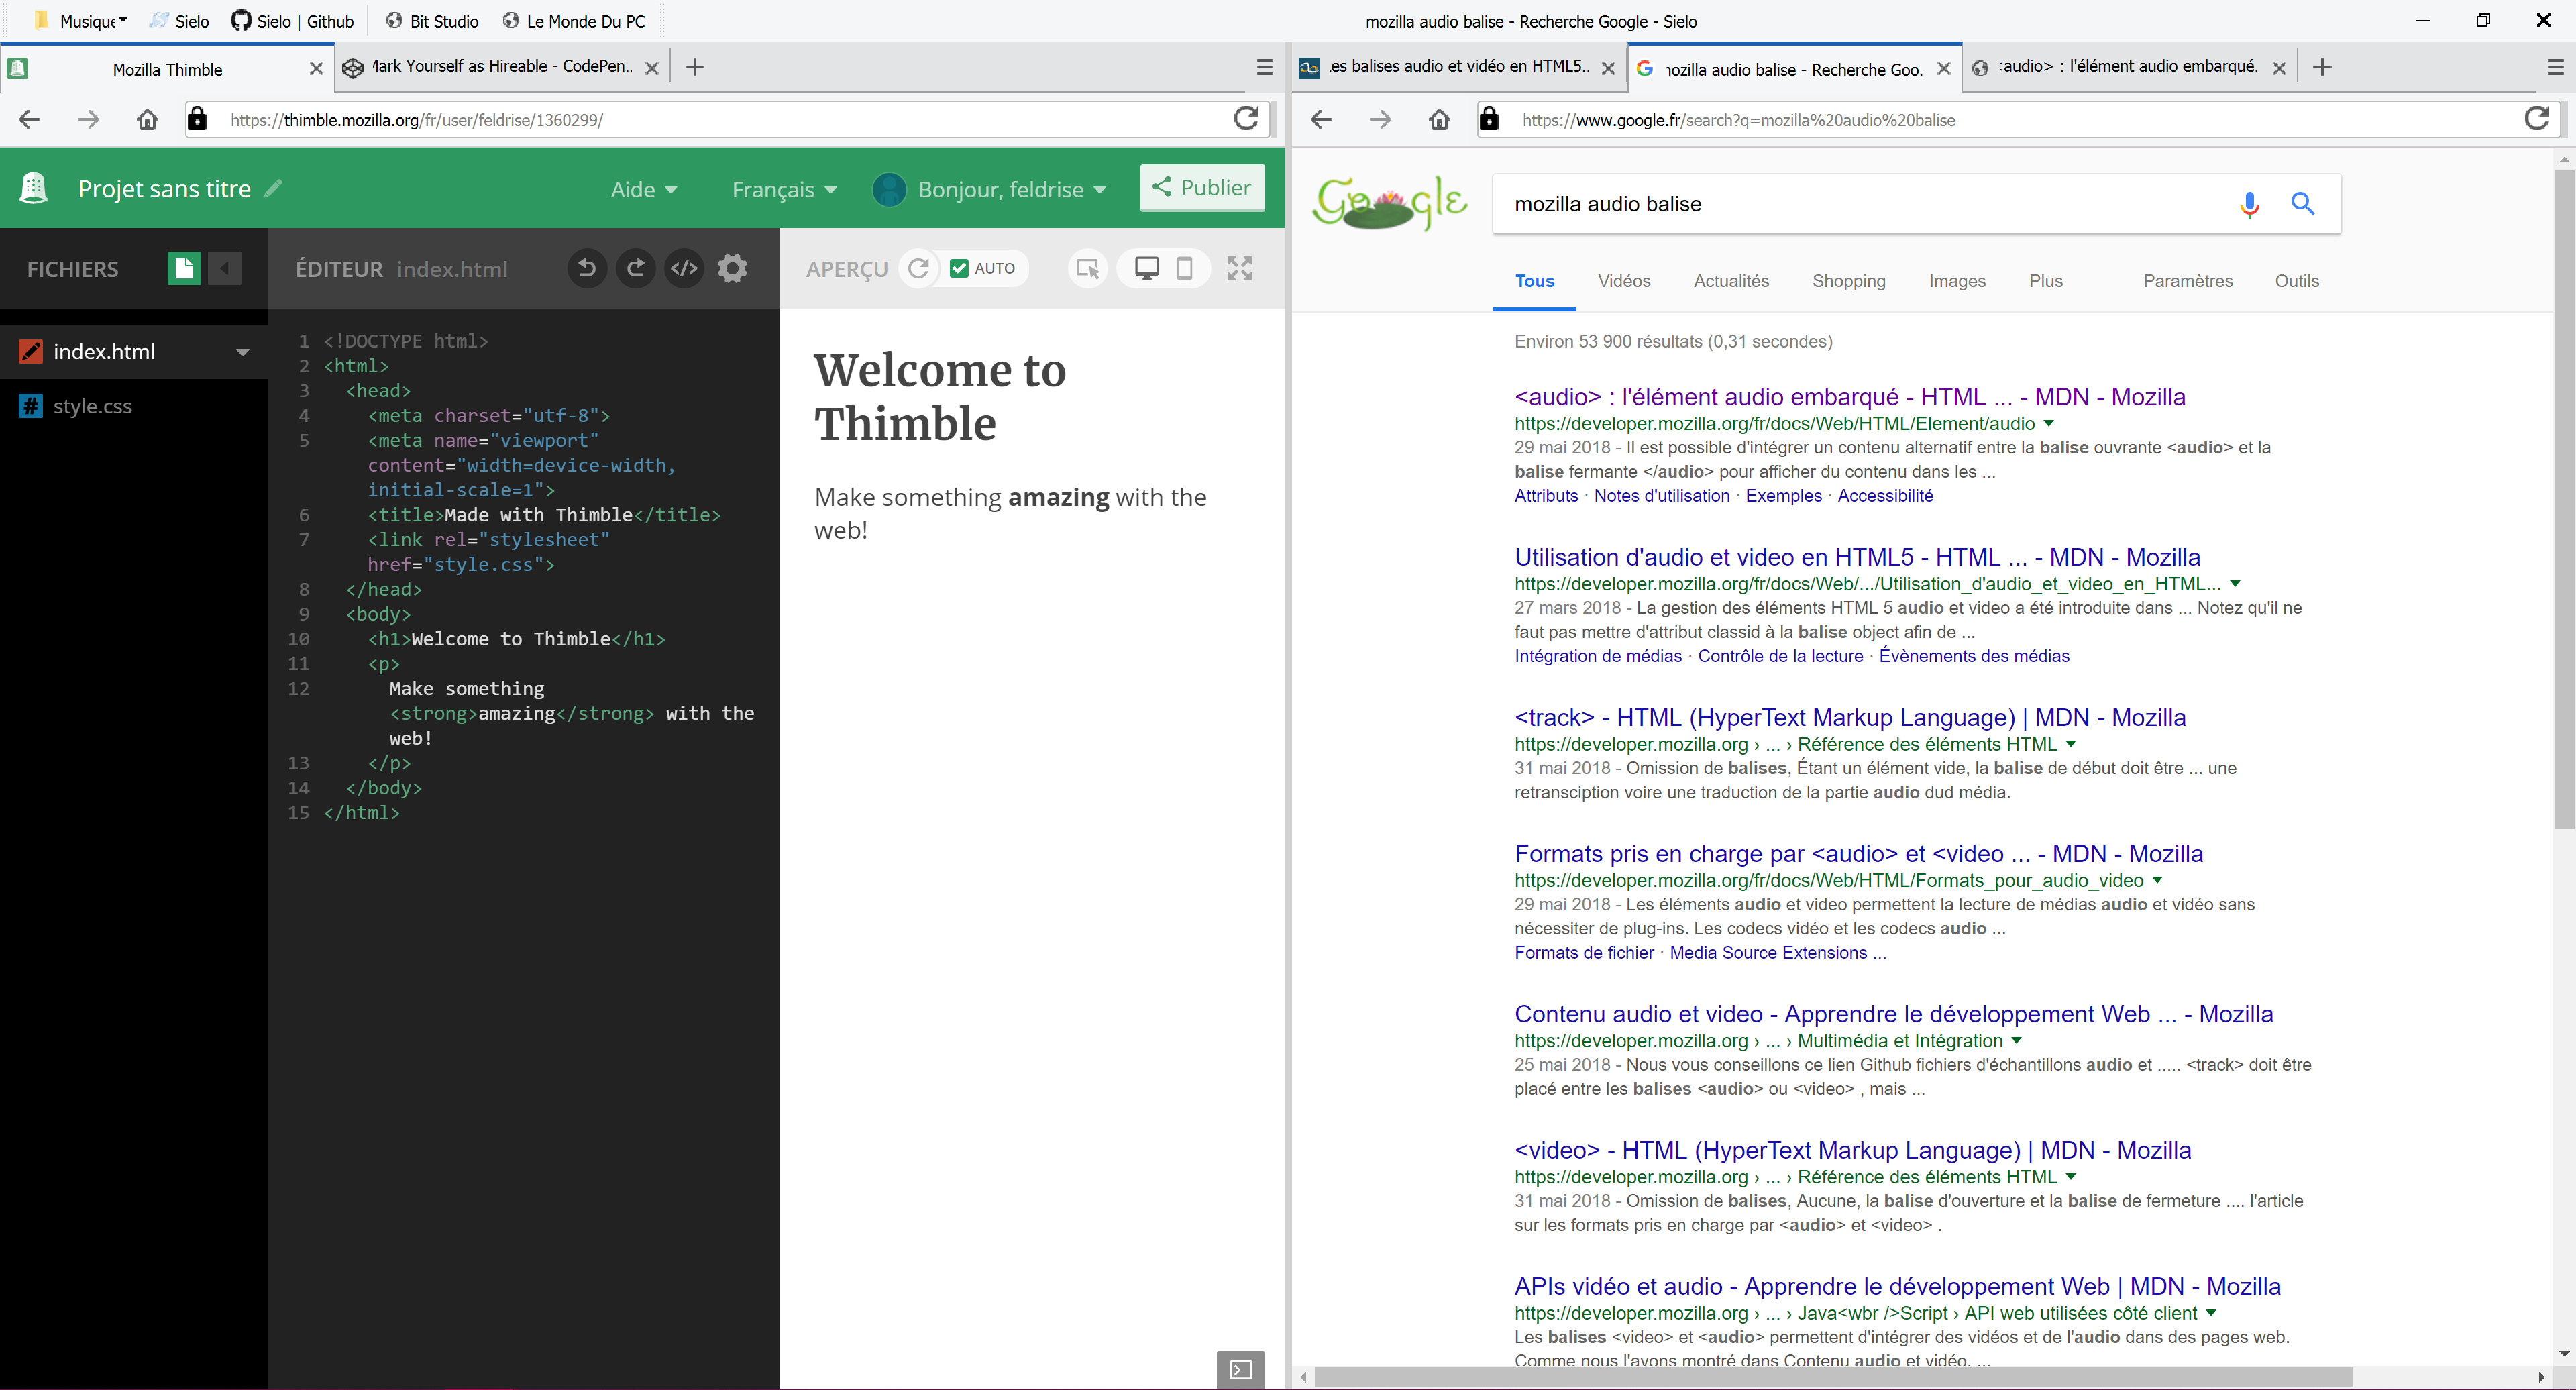 Musique
Sielo
Sielo | Github
Bit Studio
Le Monde Du PC
mozilla audio balise - Recherche Google - Sielo
Mozilla Thimble
Mark Yourself as Hireable - CodePen..
https://thimble.mozilla.org/fr/user/feldrise/1360299/
Projet sans titre
Aide
Français
Bonjour, feldrise
Publier
FICHIERS
ÉDITEUR index.html
APERÇU
AUTO
index.html
style.css
1 <!DOCTYPE html>
2 <html>
3 <head>
4 <meta charset="utf-8">
5 <meta name="viewport"
content="width=device-width,
initial-scale=1">
6 <title>Made with Thimble</title>
7 <link rel="stylesheet"
href="style.css">
8 </head>
9 <body>
10 <h1>Welcome to Thimble</h1>
11 <p>
12 Make something
<strong>amazing</strong> with the
web!
13 </p>
14 </body>
15 </html>
Welcome to
Thimble
Make something amazing with the
web!
es balises audio et vidéo en HTML5..
mozilla audio balise - Recherche Goo.
audio> : l'élément audio embarqué.
https://www.google.fr/search?q=mozilla%20audio%20balise
Google
mozilla audio balise
Tous
Vidéos
Actualités
Shopping
Images
Plus
Paramètres
Outils
Environ 53 900 résultats (0,31 secondes)
<audio> : l'élément audio embarqué - HTML ... - MDN - Mozilla
https://developer.mozilla.org/fr/docs/Web/HTML/Element/audio
29 mai 2018 - Il est possible d'intégrer un contenu alternatif entre la balise ouvrante <audio> et la
balise fermante </audio> pour afficher du contenu dans les ...
Attributs · Notes d'utilisation · Exemples · Accessibilité
Utilisation d'audio et video en HTML5 - HTML ... - MDN - Mozilla
https://developer.mozilla.org/fr/docs/Web/.../Utilisation_d'audio_et_video_en_HTML...
27 mars 2018 - La gestion des éléments HTML 5 audio et video a été introduite dans ... Notez qu'il ne
faut pas mettre d'attribut classid à la balise object afin de ...
Intégration de médias · Contrôle de la lecture · Évènements des médias
<track> - HTML (HyperText Markup Language) | MDN - Mozilla
https://developer.mozilla.org › ... › Référence des éléments HTML
31 mai 2018 - Omission de balises, Étant un élément vide, la balise de début doit être ... une
retransciption voire une traduction de la partie audio dud média.
Formats pris en charge par <audio> et <video ... - MDN - Mozilla
https://developer.mozilla.org/fr/docs/Web/HTML/Formats_pour_audio_video
29 mai 2018 - Les éléments audio et video permettent la lecture de médias audio et vidéo sans
nécessiter de plug-ins. Les codecs vidéo et les codecs audio ...
Formats de fichier · Media Source Extensions ...
Contenu audio et video - Apprendre le développement Web ... - Mozilla
https://developer.mozilla.org › ... › Multimédia et Intégration
25 mai 2018 - Nous vous conseillons ce lien Github fichiers d'échantillons audio et ..... <track> doit être
placé entre les balises <audio> ou <video> , mais ...
<video> - HTML (HyperText Markup Language) | MDN - Mozilla
https://developer.mozilla.org › ... › Référence des éléments HTML
31 mai 2018 - Omission de balises, Aucune, la balise d'ouverture et la balise de fermeture .... l'article
sur les formats pris en charge par <audio> et <video> .
APIs vidéo et audio - Apprendre le développement Web | MDN - Mozilla
https://developer.mozilla.org › ... › Java<wbr />Script › API web utilisées côté client
Les balises <video> et <audio> permettent d'intégrer des vidéos et de l'audio dans des pages web.
Comme nous l'avons montré dans Contenu audio et vidéo, ...